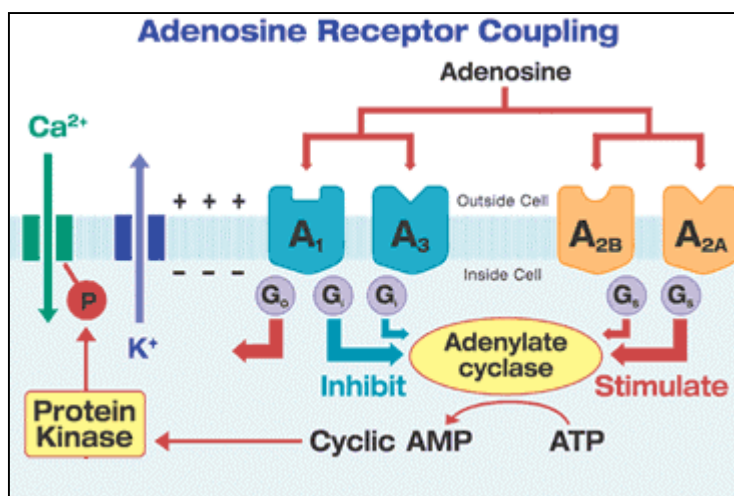 Adenosine Receptor Coupling
Adenosine
Ca²⁺
+ + +
Outside Cell
A₁
A₃
A₂B
A₂A
- - -
Inside Cell
P
K⁺
Gₒ
Gᵢ
Gᵢ
Gₛ
Gₛ
Adenylate
cyclase
Inhibit
Stimulate
Protein
Kinase
Cyclic AMP
ATP